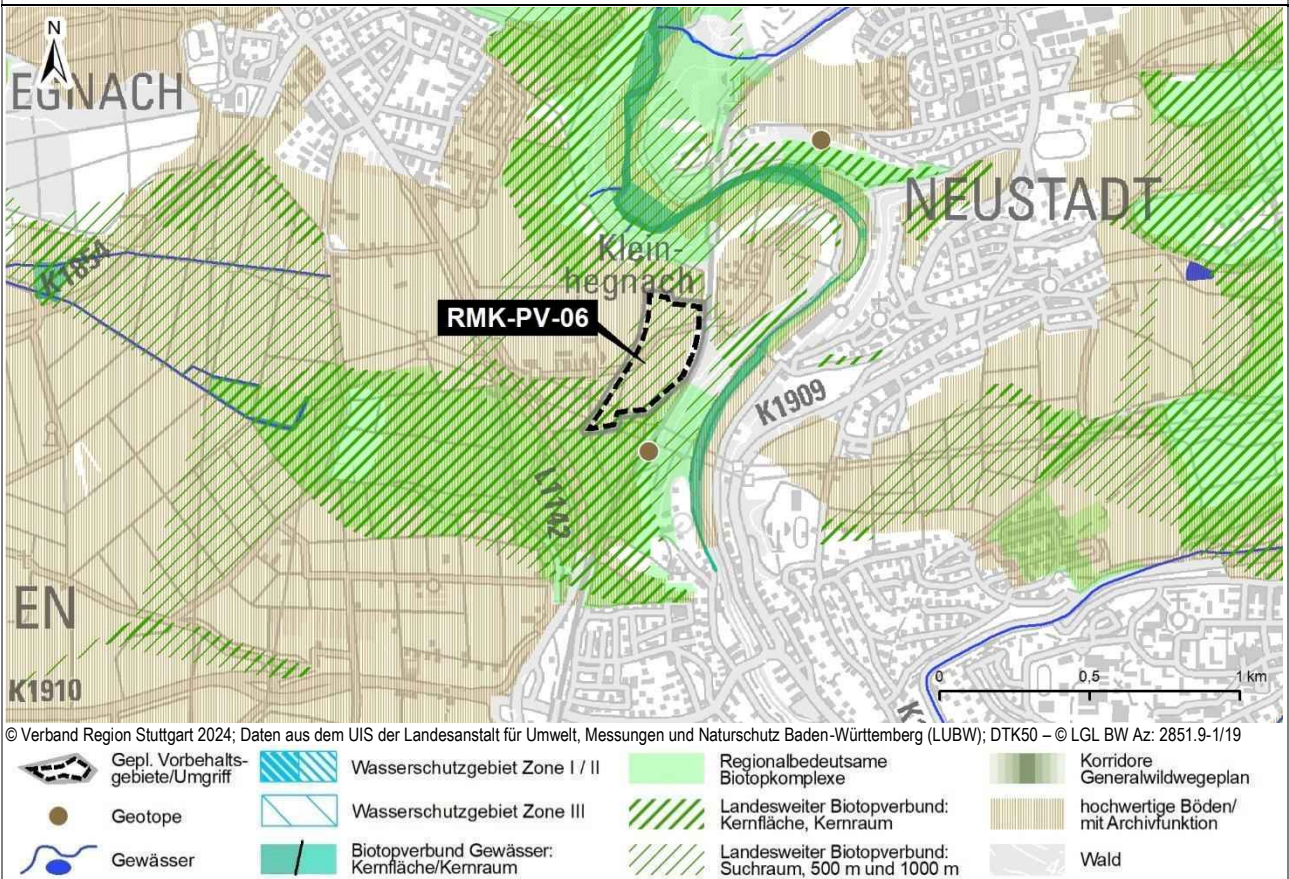 N
EGNACH
NEUSTADT
K1854
Klein-
hegnach
RMK-PV-06
K1909
L1142
EN
K1910
0 0,5 1 km
© Verband Region Stuttgart 2024; Daten aus dem UIS der Landesanstalt für Umwelt, Messungen und Naturschutz Baden-Württemberg (LUBW); DTK50 – © LGL BW Az: 2851.9-1/19
Gepl. Vorbehalts-
gebiete/Umgriff
Geotope
Gewässer
Wasserschutzgebiet Zone I / II
Wasserschutzgebiet Zone III
Biotopverbund Gewässer:
Kernfläche/Kernraum
Regionalbedeutsame
Biotopkomplexe
Landesweiter Biotopverbund:
Kernfläche, Kernraum
Landesweiter Biotopverbund:
Suchraum, 500 m und 1000 m
Korridore
Generalwildwegeplan
hochwertige Böden/
mit Archivfunktion
Wald